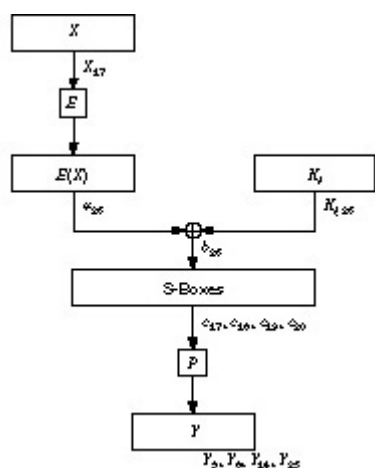 X
X₁₇
E
E(X)
Kᵢ
a₂₆
Kᵢ,₂₆
b₂₆
S-Boxes
c₁₇, c₁₈, c₁₉, c₂₀
P
Y
Y₃, Y₈, Y₁₄, Y₂₅